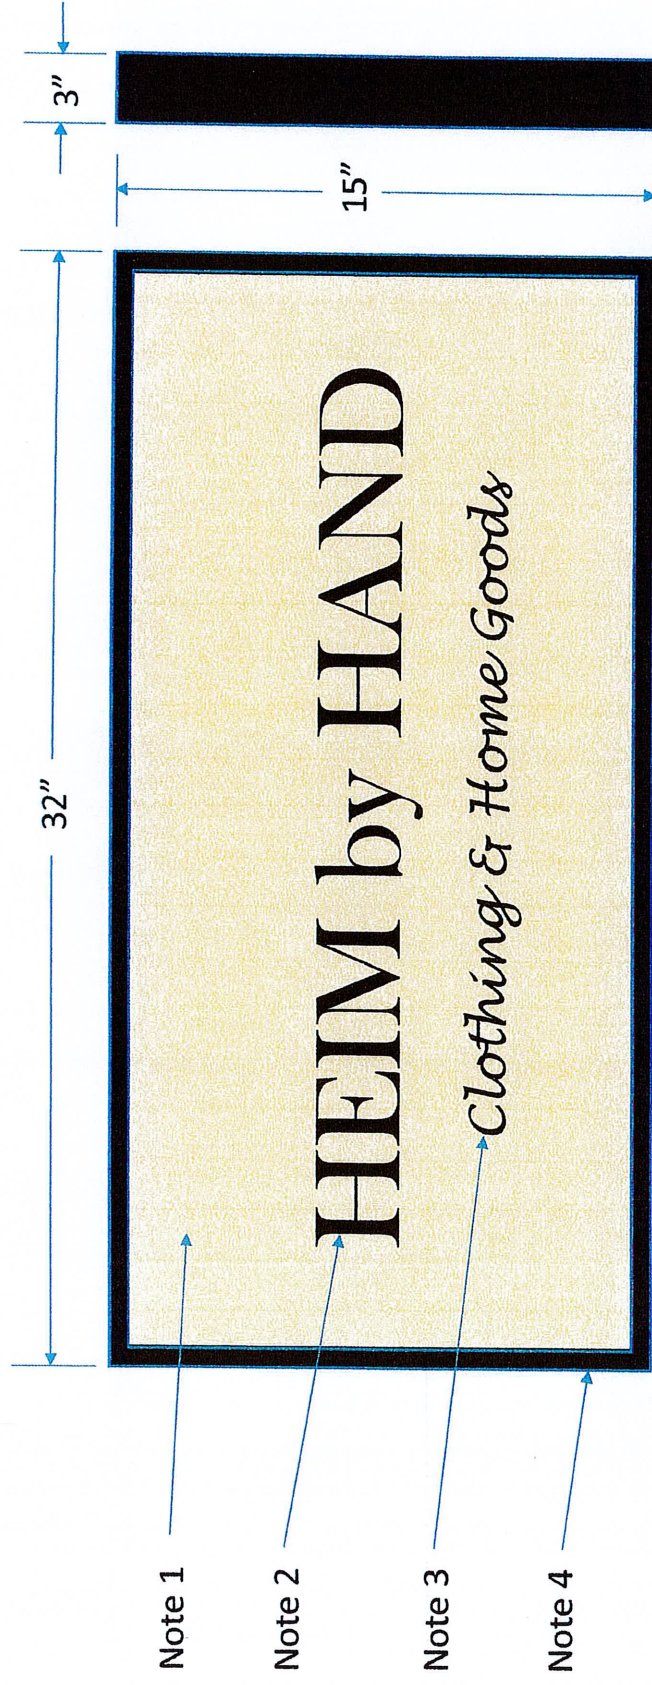 32”
3”
15”
HEIM by HAND
Clothing & Home Goods
Note 1
Note 2
Note 3
Note 4